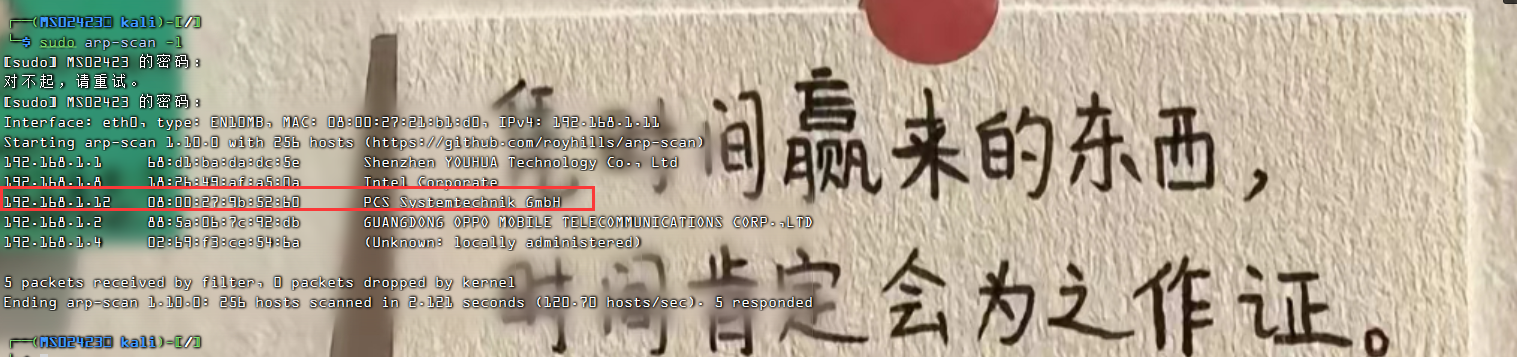 ┌──(MS02423㉿kali)-[/]
└─$ sudo arp-scan -l
[sudo] MS02423 的密码：
对不起，请重试。
[sudo] MS02423 的密码：
Interface: eth0, type: EN10MB, MAC: 08:00:27:21:b1:d0, IPv4: 192.168.1.11
Starting arp-scan 1.10.0 with 256 hosts (https://github.com/royhills/arp-scan)
192.168.1.1 68:d1:ba:da:dc:5e Shenzhen YOUHUA Technology Co., Ltd
192.168.1.8 18:26:49:af:a5:0a Intel Corporate
192.168.1.12 08:00:27:9b:52:60 PCS Systemtechnik GmbH
192.168.1.2 88:5a:06:7c:92:db GUANGDONG OPPO MOBILE TELECOMMUNICATIONS CORP.,LTD
192.168.1.4 02:69:f3:ce:54:6a (Unknown: locally administered)
5 packets received by filter, 0 packets dropped by kernel
Ending arp-scan 1.10.0: 256 hosts scanned in 2.121 seconds (120.70 hosts/sec). 5 responded
┌──(MS02423㉿kali)-[/]
时间赢来的东西，
时间肯定会为之作证。